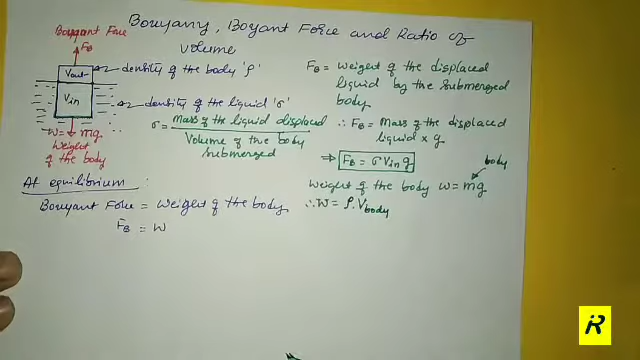 Bouyany, Boyant Force and Ratio of
volume
Bouyant Force
FB
Vout
density of the body 'ρ'
Vin
density of the liquid 'σ'
W = mg
Weight
of the body
σ = Mass of the liquid displaced
Volume of the body
submerged
At equilibrium :
Bouyant Force = Weight of the body
FB = W
FB = Weight of the displaced
liquid by the submerged
body.
∴ FB = Mass of the displaced
liquid x g
⇒ FB = σ Vin g
body
Weight of the body W = mg
∴ W = ρ. Vbody
iR